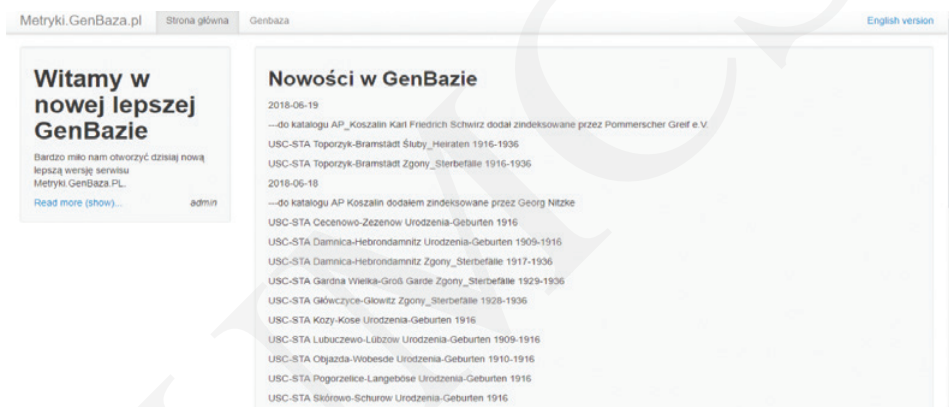 Metryki.GenBaza.pl Strona główna Genbaza English version
Witamy w
nowej lepszej
GenBazie
Bardzo miło nam otworzyć dzisiaj nową
lepszą wersję serwisu
Metryki.GenBaza.PL.
Read more (show)... admin
Nowości w GenBazie
2018-06-19
---do katalogu AP_Koszalin Karl Friedrich Schwirz dodał zindeksowane przez Pommerscher Greif e.V.
USC-STA Toporzyk-Bramstädt Śluby_Heiraten 1916-1936
USC-STA Toporzyk-Bramstädt Zgony_Sterbefälle 1916-1936
2018-06-18
---do katalogu AP Koszalin dodałem zindeksowane przez Georg Nitzke
USC-STA Cecenowo-Zezenow Urodzenia-Geburten 1916
USC-STA Damnica-Hebrondamnitz Urodzenia-Geburten 1909-1916
USC-STA Damnica-Hebrondamnitz Zgony_Sterbefälle 1917-1936
USC-STA Gardna Wielka-Groß Garde Zgony_Sterbefälle 1929-1936
USC-STA Główczyce-Glowitz Zgony_Sterbefälle 1928-1936
USC-STA Kozy-Kose Urodzenia-Geburten 1916
USC-STA Lubuczewo-Lübzow Urodzenia-Geburten 1909-1916
USC-STA Objazda-Wobesde Urodzenia-Geburten 1910-1916
USC-STA Pogorzelice-Langeböse Urodzenia-Geburten 1916
USC-STA Skórowo-Schurow Urodzenia-Geburten 1916